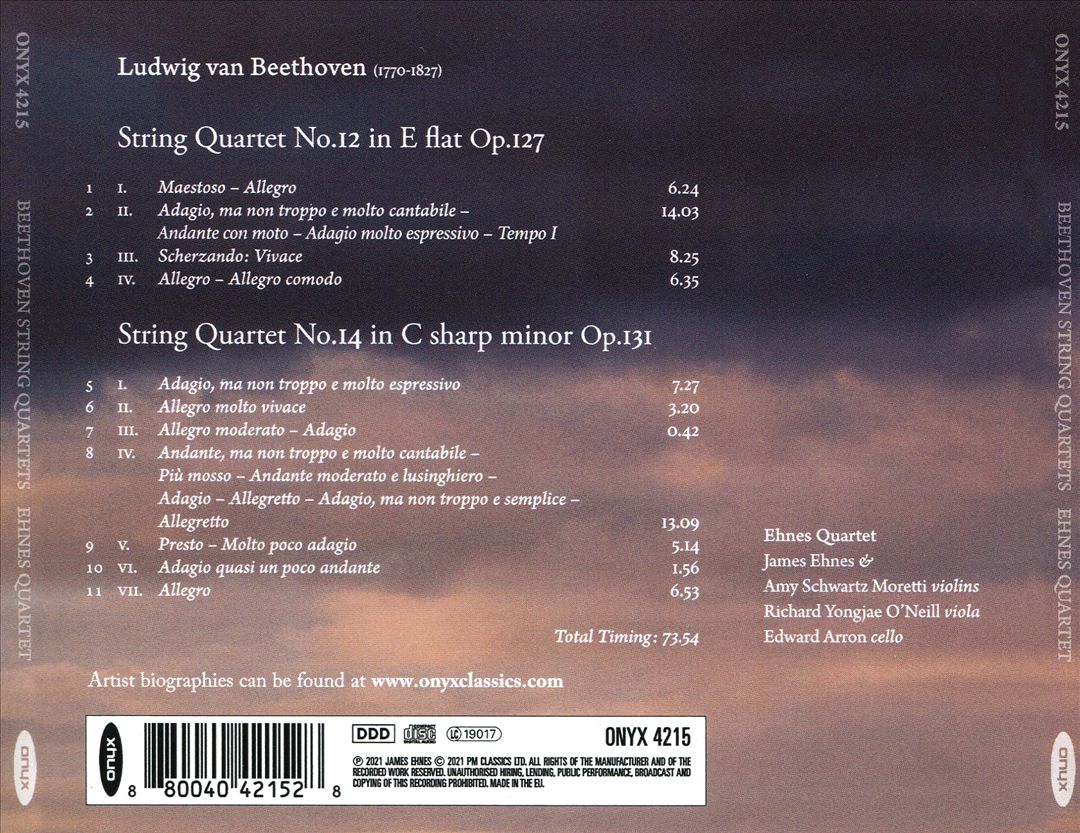 ONYX 4215 BEETHOVEN STRING QUARTETS EHNES QUARTET
onyx
Ludwig van Beethoven (1770-1827)
String Quartet No.12 in E flat Op.127
1 I. Maestoso – Allegro 6.24
2 II. Adagio, ma non troppo e molto cantabile – 14.03
Andante con moto – Adagio molto espressivo – Tempo I
3 III. Scherzando: Vivace 8.25
4 IV. Allegro – Allegro comodo 6.35
String Quartet No.14 in C sharp minor Op.131
5 I. Adagio, ma non troppo e molto espressivo 7.27
6 II. Allegro molto vivace 3.20
7 III. Allegro moderato – Adagio 0.42
8 IV. Andante, ma non troppo e molto cantabile –
Più mosso – Andante moderato e lusinghiero –
Adagio – Allegretto – Adagio, ma non troppo e semplice –
Allegretto 13.09
9 V. Presto – Molto poco adagio 5.14
10 VI. Adagio quasi un poco andante 1.56
11 VII. Allegro 6.53
Total Timing: 73.54
Ehnes Quartet
James Ehnes &
Amy Schwartz Moretti violins
Richard Yongjae O’Neill viola
Edward Arron cello
Artist biographies can be found at www.onyxclassics.com
onyx
8 80040 42152 8
DDD COMPACT disc DIGITAL AUDIO LC 19017 ONYX 4215
℗ 2021 JAMES EHNES © 2021 PM CLASSICS LTD. ALL RIGHTS OF THE MANUFACTURER AND OF THE
RECORDED WORK RESERVED. UNAUTHORISED HIRING, LENDING, PUBLIC PERFORMANCE, BROADCAST AND
COPYING OF THIS RECORDING PROHIBITED. MADE IN THE EU.
ONYX 4215 BEETHOVEN STRING QUARTETS EHNES QUARTET
onyx